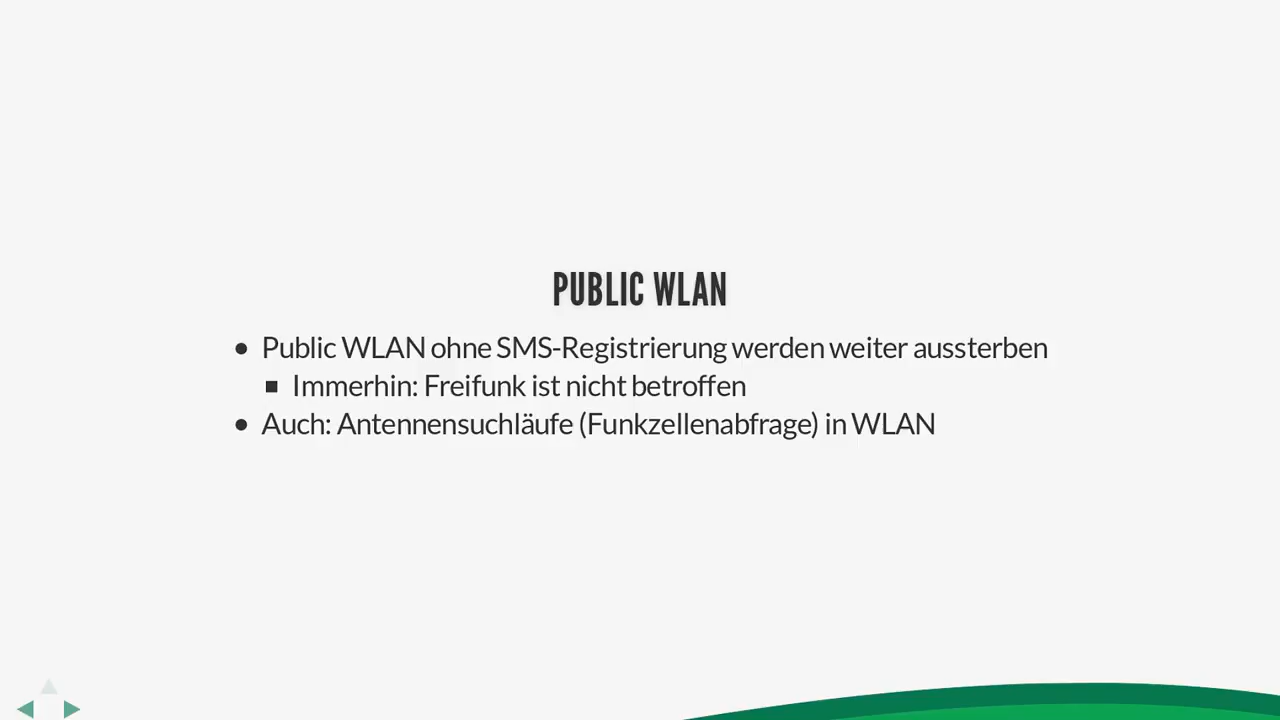 PUBLIC WLAN
Public WLAN ohne SMS-Registrierung werden weiter aussterben
Immerhin: Freifunk ist nicht betroffen
Auch: Antennensuchläufe (Funkzellenabfrage) in WLAN